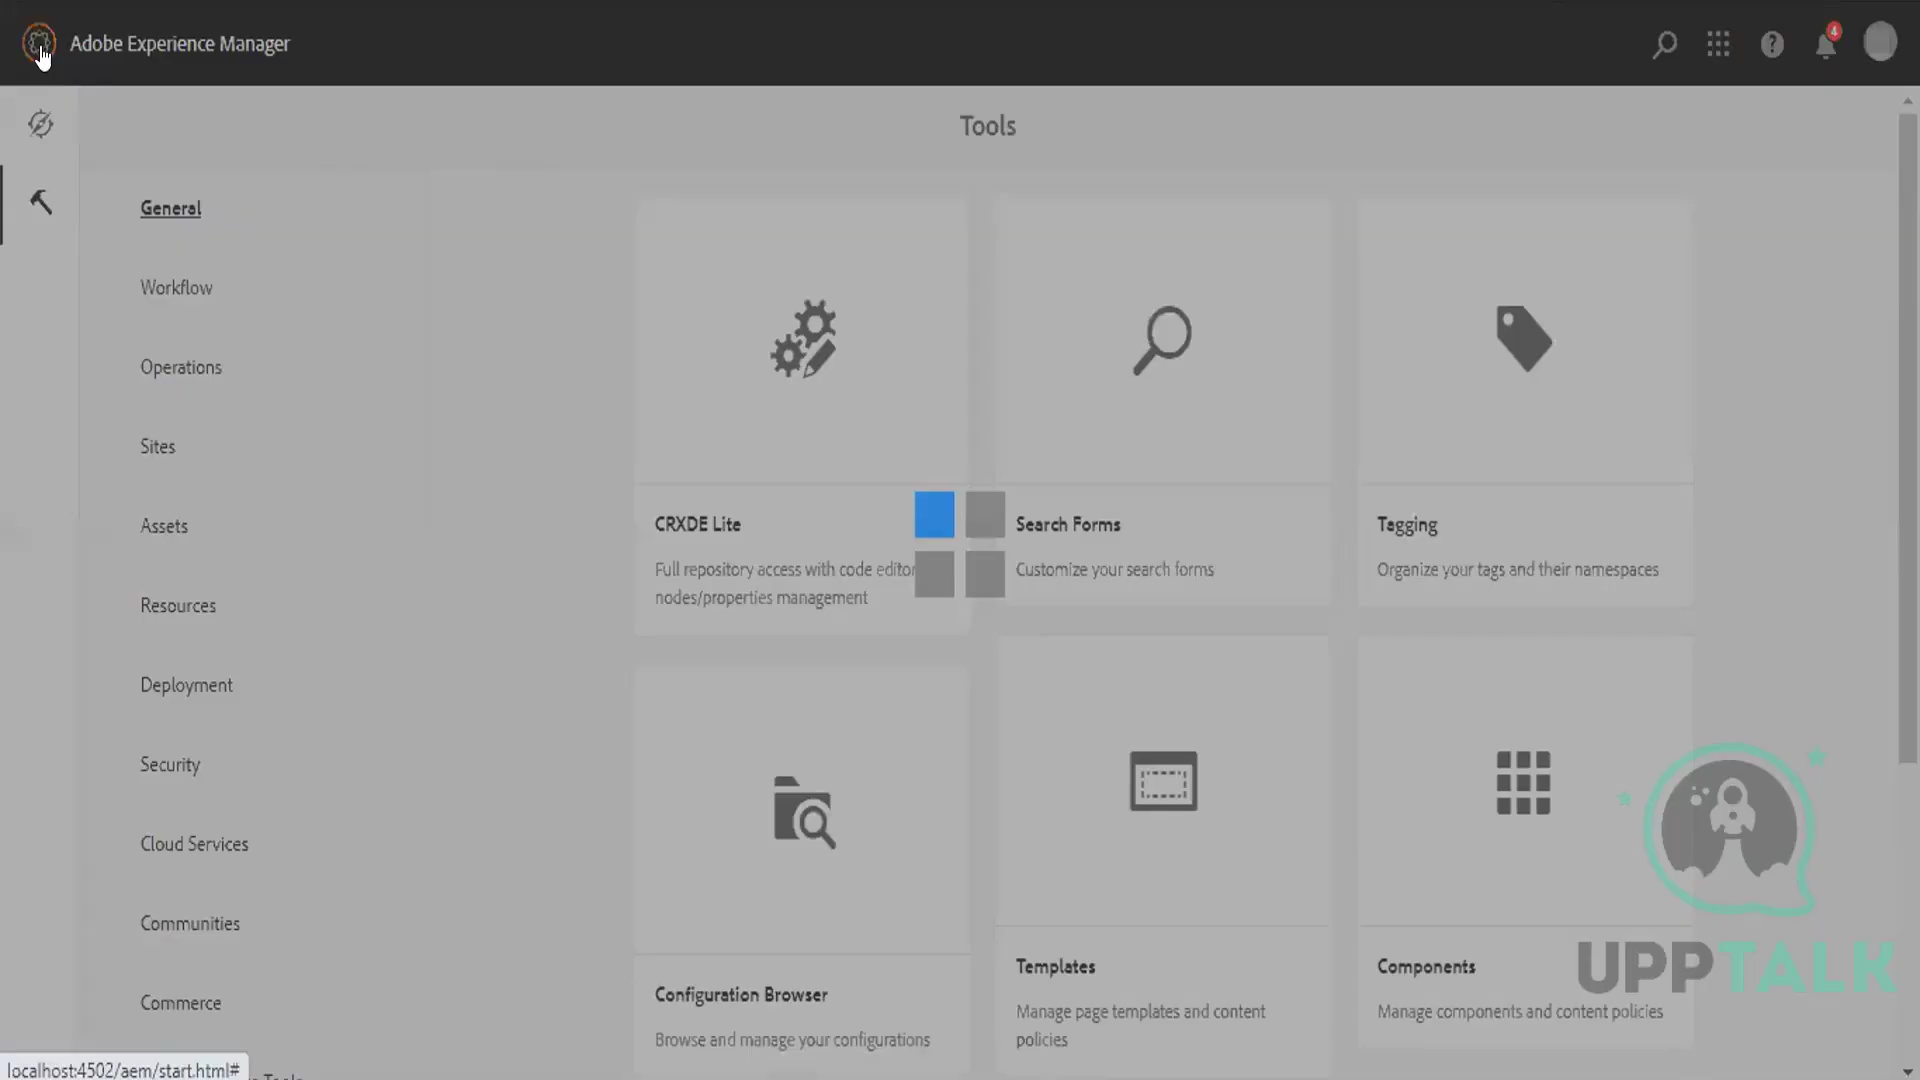 Adobe Experience Manager
4
Tools
General
Workflow
Operations
Sites
Assets
Resources
Deployment
Security
Cloud Services
Communities
Commerce
CRXDE Lite
Full repository access with code editor
nodes/properties management
Search Forms
Customize your search forms
Tagging
Organize your tags and their namespaces
Configuration Browser
Browse and manage your configurations
Templates
Manage page templates and content
policies
Components
Manage components and content policies
UPPTALK
localhost:4502/aem/start.html#
Tools